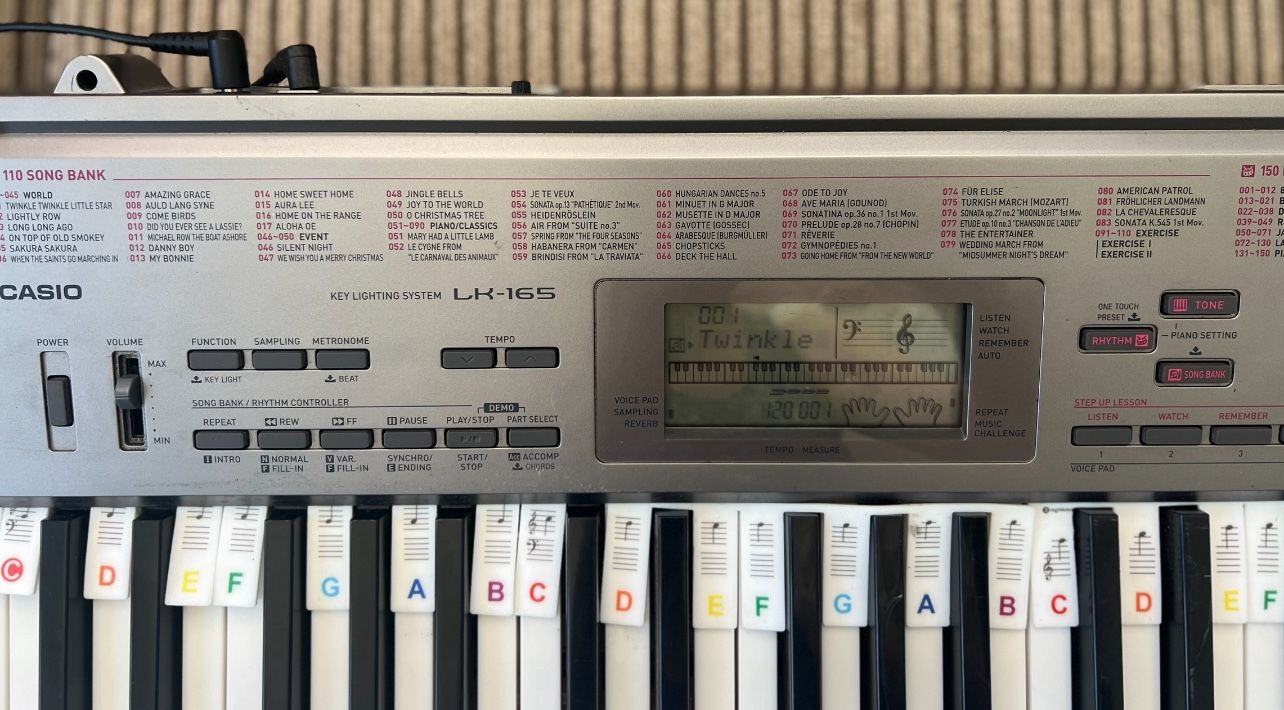 110 SONG BANK
150
~045 WORLD
TWINKLE TWINKLE LITTLE STAR
LIGHTLY ROW
LONG LONG AGO
ON TOP OF OLD SMOKEY
SAKURA SAKURA
WHEN THE SAINTS GO MARCHING IN
007 AMAZING GRACE
008 AULD LANG SYNE
009 COME BIRDS
010 DID YOU EVER SEE A LASSIE?
011 MICHAEL ROW THE BOAT ASHORE
012 DANNY BOY
013 MY BONNIE
014 HOME SWEET HOME
015 AURA LEE
016 HOME ON THE RANGE
017 ALOHA OE
046~050 EVENT
046 SILENT NIGHT
047 WE WISH YOU A MERRY CHRISTMAS
048 JINGLE BELLS
049 JOY TO THE WORLD
050 O CHRISTMAS TREE
051~090 PIANO/CLASSICS
051 MARY HAD A LITTLE LAMB
052 LE CYGNE FROM
"LE CARNAVAL DES ANIMAUX"
053 JE TE VEUX
054 SONATA op.13 "PATHÉTIQUE" 2nd Mov.
055 HEIDENRÖSLEIN
056 AIR FROM "SUITE no.3"
057 SPRING FROM "THE FOUR SEASONS"
058 HABANERA FROM "CARMEN"
059 BRINDISI FROM "LA TRAVIATA"
060 HUNGARIAN DANCES no.5
061 MINUET IN G MAJOR
062 MUSETTE IN D MAJOR
063 GAVOTTE (GOSSEC)
064 ARABESQUE (BURGMÜLLER)
065 CHOPSTICKS
066 DECK THE HALL
067 ODE TO JOY
068 AVE MARIA (GOUNOD)
069 SONATINA op.36 no.1 1st Mov.
070 PRELUDE op.28 no.7 (CHOPIN)
071 RÊVERIE
072 GYMNOPÉDIES no.1
073 GOING HOME FROM "FROM THE NEW WORLD"
074 FÜR ELISE
075 TURKISH MARCH (MOZART)
076 SONATA op.27 no.2 "MOONLIGHT" 1st Mov.
077 ETUDE op.10 no.3 "CHANSON DE L'ADIEU"
078 THE ENTERTAINER
079 WEDDING MARCH FROM
"MIDSUMMER NIGHT'S DREAM"
080 AMERICAN PATROL
081 FRÖHLICHER LANDMANN
082 LA CHEVALERESQUE
083 SONATA K.545 1st Mov.
091~110 EXERCISE
EXERCISE I
EXERCISE II
001-012
013-021
022-038
039-049
050-071
072-130
131-150
CASIO
KEY LIGHTING SYSTEM LK-165
POWER
VOLUME
MAX
MIN
FUNCTION SAMPLING METRONOME
KEY LIGHT
BEAT
TEMPO
SONG BANK / RHYTHM CONTROLLER
DEMO
REPEAT REW FF PAUSE PLAY/STOP PART SELECT
I INTRO
N NORMAL
F FILL-IN
V VAR.
F FILL-IN
SYNCHRO/
E ENDING
START/
STOP
Acc ACCOMP
CHORDS
001
Twinkle
120 001
VOICE PAD
SAMPLING
REVERB
TEMPO MEASURE
LISTEN
WATCH
REMEMBER
AUTO
REPEAT
MUSIC
CHALLENGE
ONE TOUCH
PRESET
TONE
RHYTHM
PIANO SETTING
SONG BANK
STEP UP LESSON
LISTEN WATCH REMEMBER
1 2 3
VOICE PAD
C D E F G A B C D E F G A B C D E F